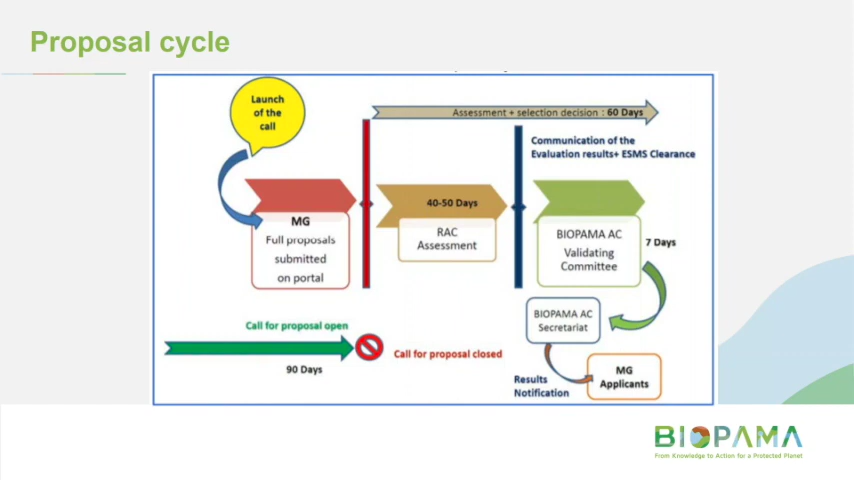 Proposal cycle
Launch
of the
call
Assessment + selection decision : 60 Days
Communication of the
Evaluation results+ ESMS Clearance
MG
Full proposals
submitted
on portal
40-50 Days
RAC
Assessment
BIOPAMA AC
Validating
Committee
7 Days
BIOPAMA AC
Secretariat
Call for proposal open
90 Days
Call for proposal closed
Results
Notification
MG
Applicants
BIOPAMA
From Knowledge to Action for a Protected Planet